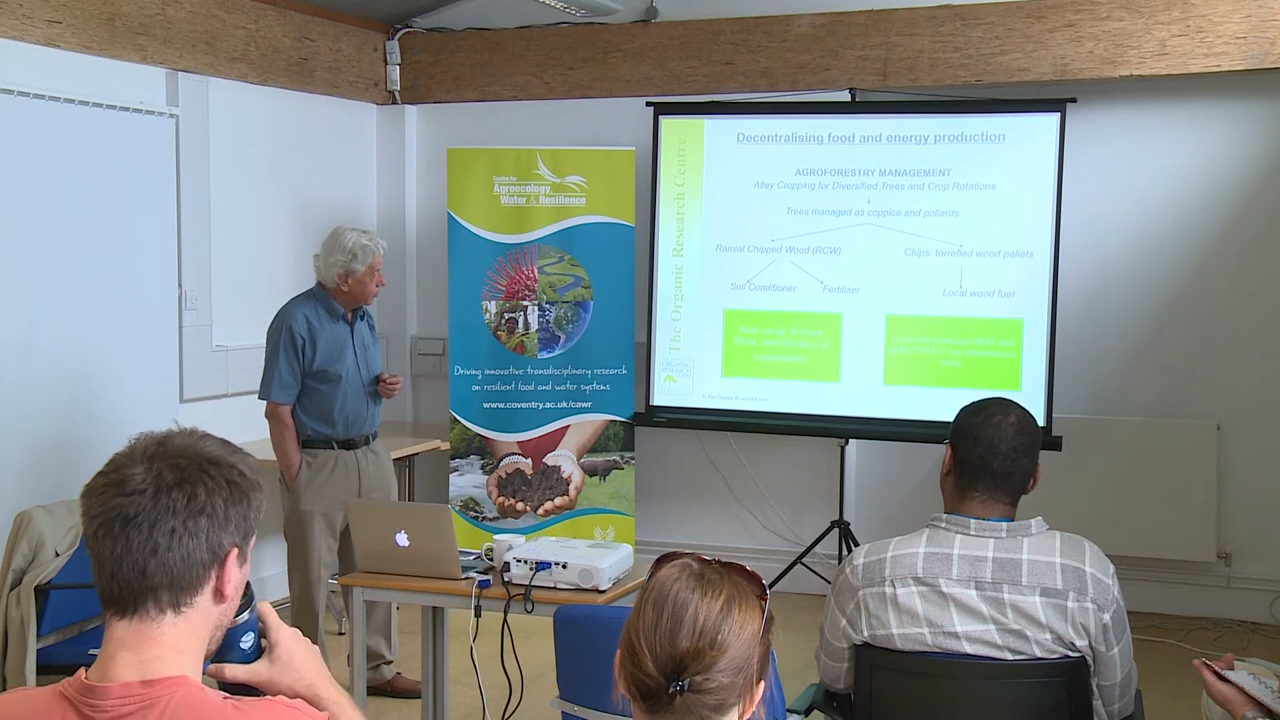 Centre for
Agroecology,
Water & Resilience
Driving innovative transdisciplinary research
on resilient food and water systems
www.coventry.ac.uk/cawr
The Organic Research Centre
Decentralising food and energy production
AGROFORESTRY MANAGEMENT
Alley Cropping for Diversified Trees and Crop Rotations
Trees managed as coppice and pollards
Ramial Chipped Wood (RCW)
Chips, torrefied wood pellets
Soil Conditioner
Fertiliser
Local wood fuel
ORGANIC
RESEARCH